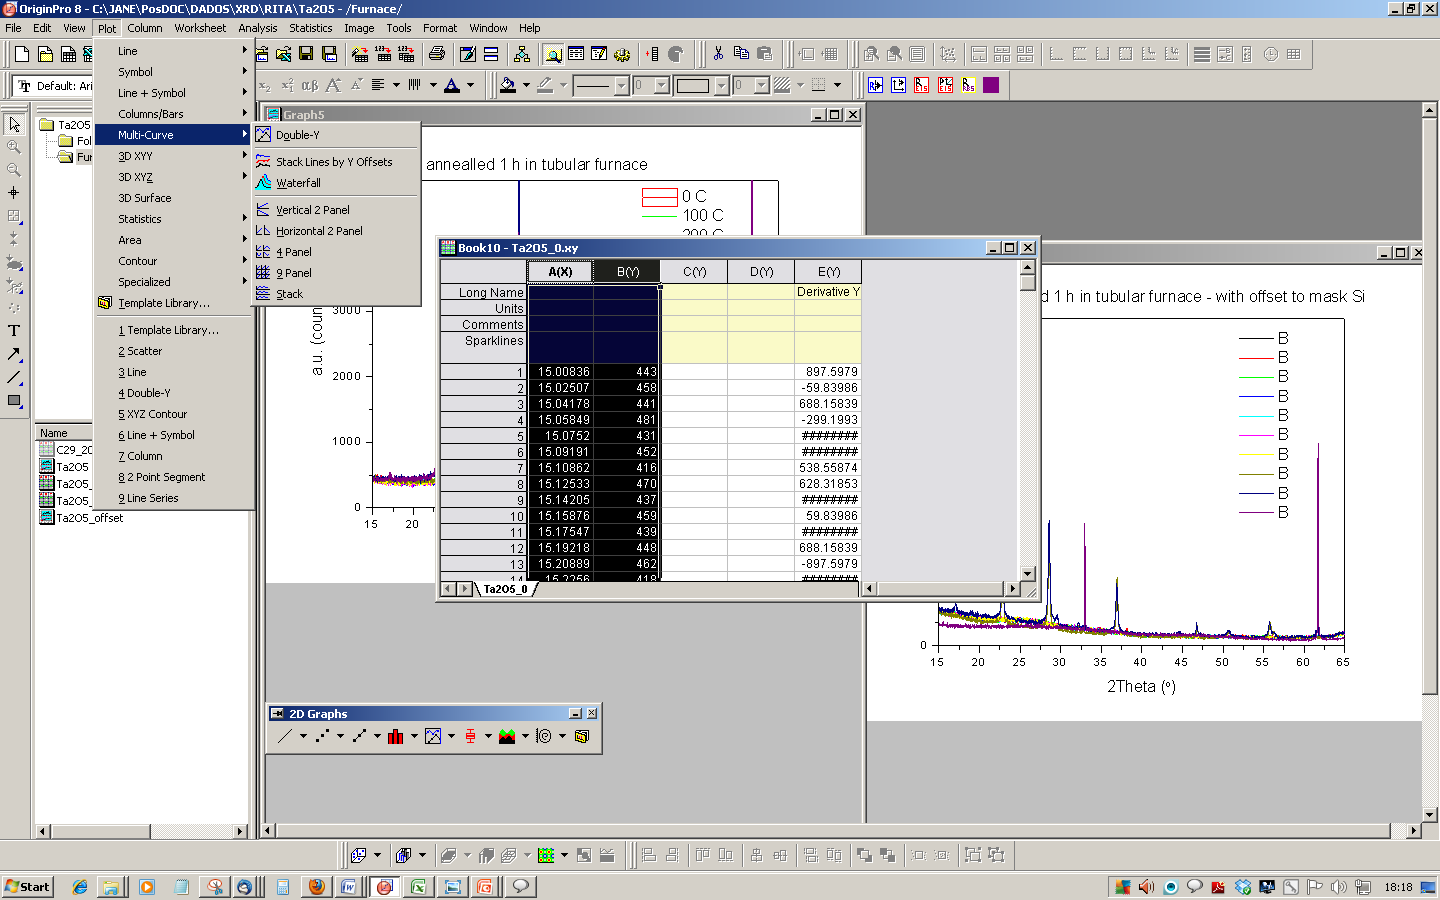 OriginPro 8 - C:\JANE\PosDOC\DADOS\XRD\RITA\Ta2O5 - /Furnace/
File Edit View Plot Column Worksheet Analysis Statistics Image Tools Format Window Help
Default: Ari
Line
Symbol
Line + Symbol
Columns/Bars
Multi-Curve
3D XYY
3D XYZ
3D Surface
Statistics
Area
Contour
Specialized
Template Library...
1 Template Library...
2 Scatter
3 Line
4 Double-Y
5 XYZ Contour
6 Line + Symbol
7 Column
8 2 Point Segment
9 Line Series
Double-Y
Stack Lines by Y Offsets
Waterfall
Vertical 2 Panel
Horizontal 2 Panel
4 Panel
9 Panel
Stack
Ta2O5
Fol
Fur
Name
C29_20
Ta2O5
Ta2O5_
Ta2O5_
Ta2O5_offset
Graph5
annealled 1 h in tubular furnace
0 C
100 C
a.u. (coun
3000
2000
1000
0
15 20
Book10 - Ta2O5_0.xy
A(X) B(Y) C(Y) D(Y) E(Y)
Long Name Derivative Y
Units
Comments
Sparklines
1 15.00836 443 897.5979
2 15.02507 458 -59.83986
3 15.04178 441 688.15839
4 15.05849 481 -299.1993
5 15.0752 431 ########
6 15.09191 452 ########
7 15.10862 416 538.55874
8 15.12533 470 628.31853
9 15.14205 437 ########
10 15.15876 459 59.83986
11 15.17547 439 ########
12 15.19218 448 688.15839
13 15.20889 462 -897.5979
14 15.2256 418 ########
Ta2O5_0
d 1 h in tubular furnace - with offset to mask Si
B
B
B
B
B
B
B
B
B
B
0
15 20 25 30 35 40 45 50 55 60 65
2Theta (º)
2D Graphs
Start
18:18